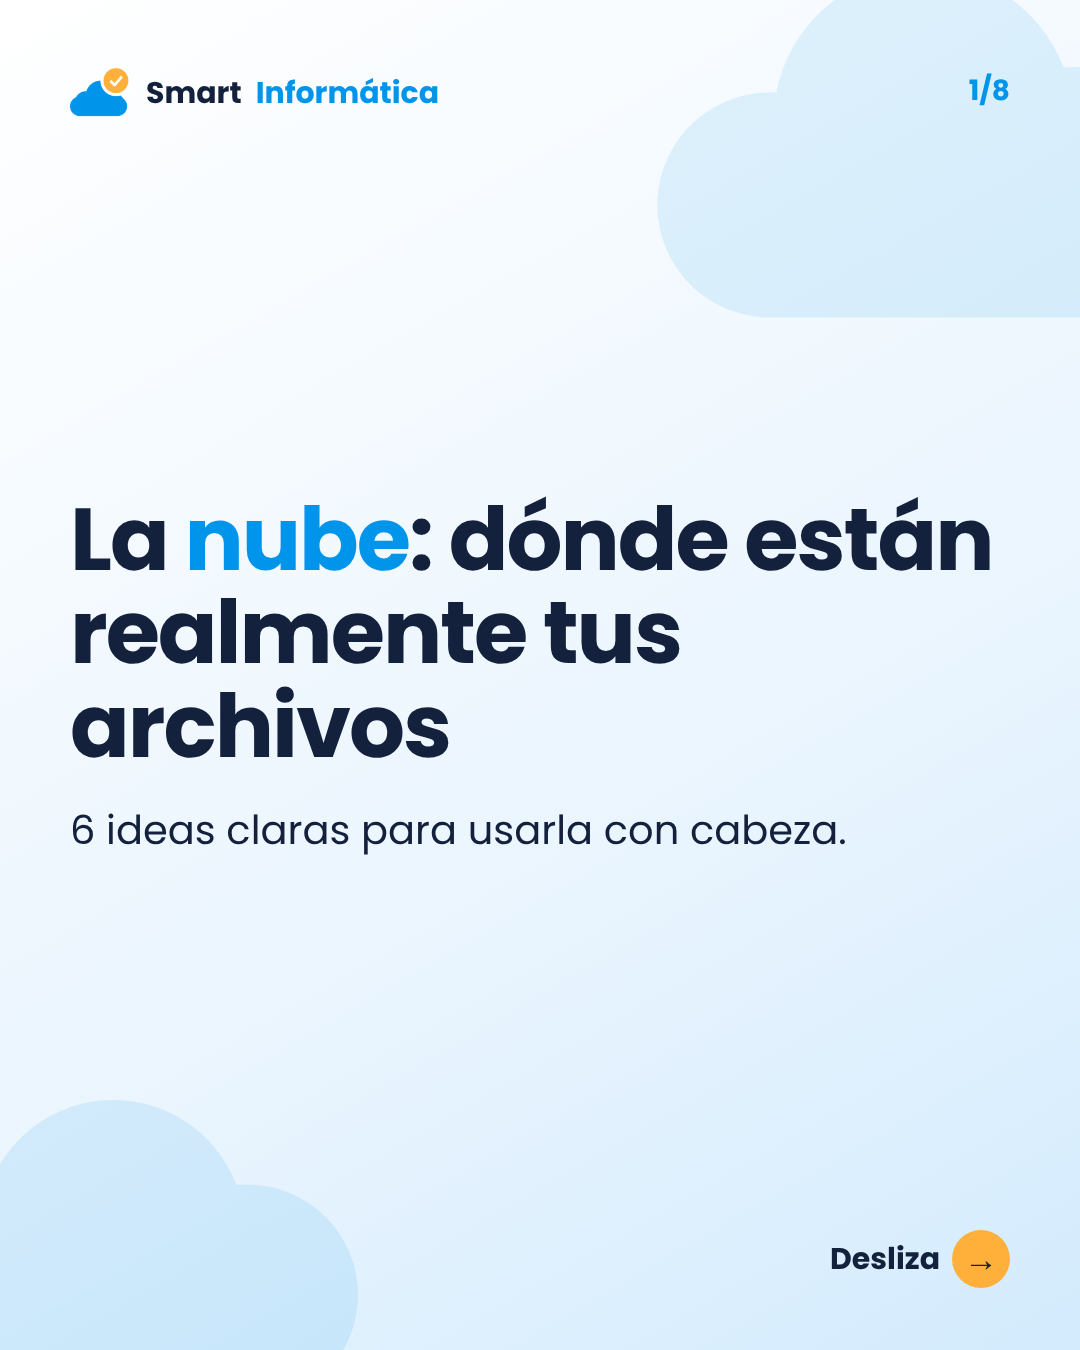 Smart Informática
1/8
La nube: dónde están
realmente tus
archivos
6 ideas claras para usarla con cabeza.
Desliza →